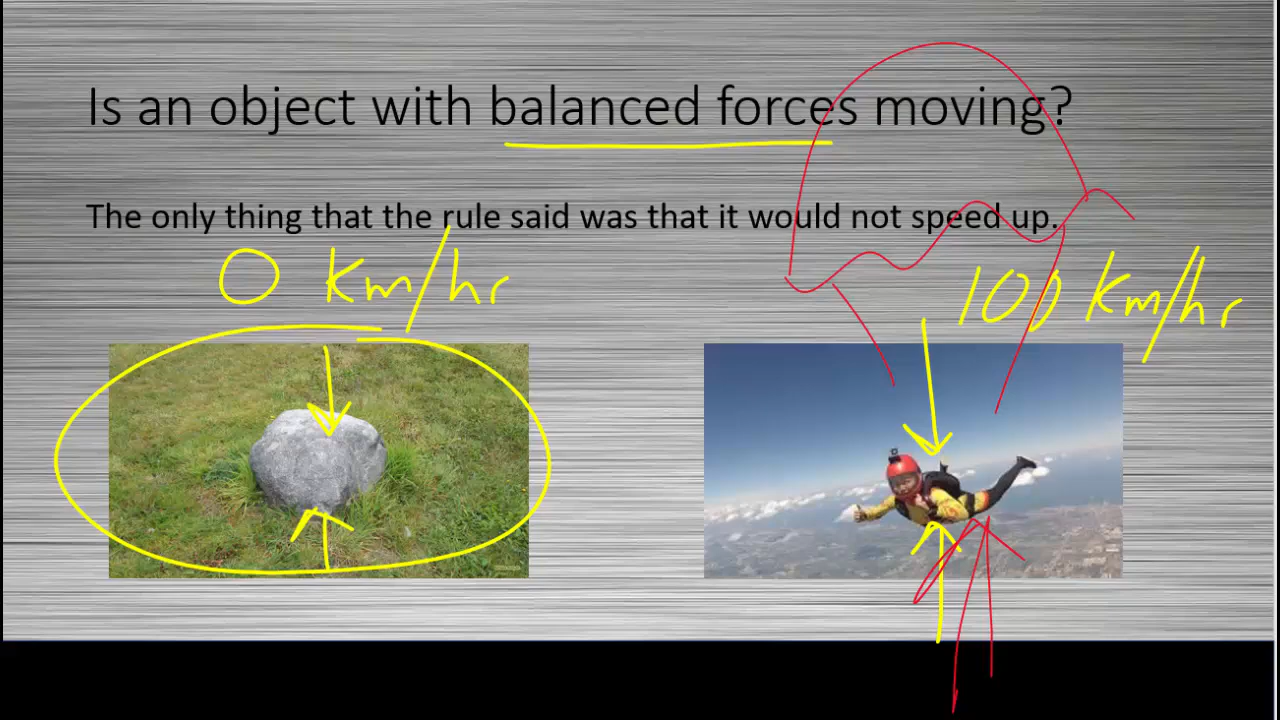 Is an object with balanced forces moving?
The only thing that the rule said was that it would not speed up.
0 km/hr
100 km/hr